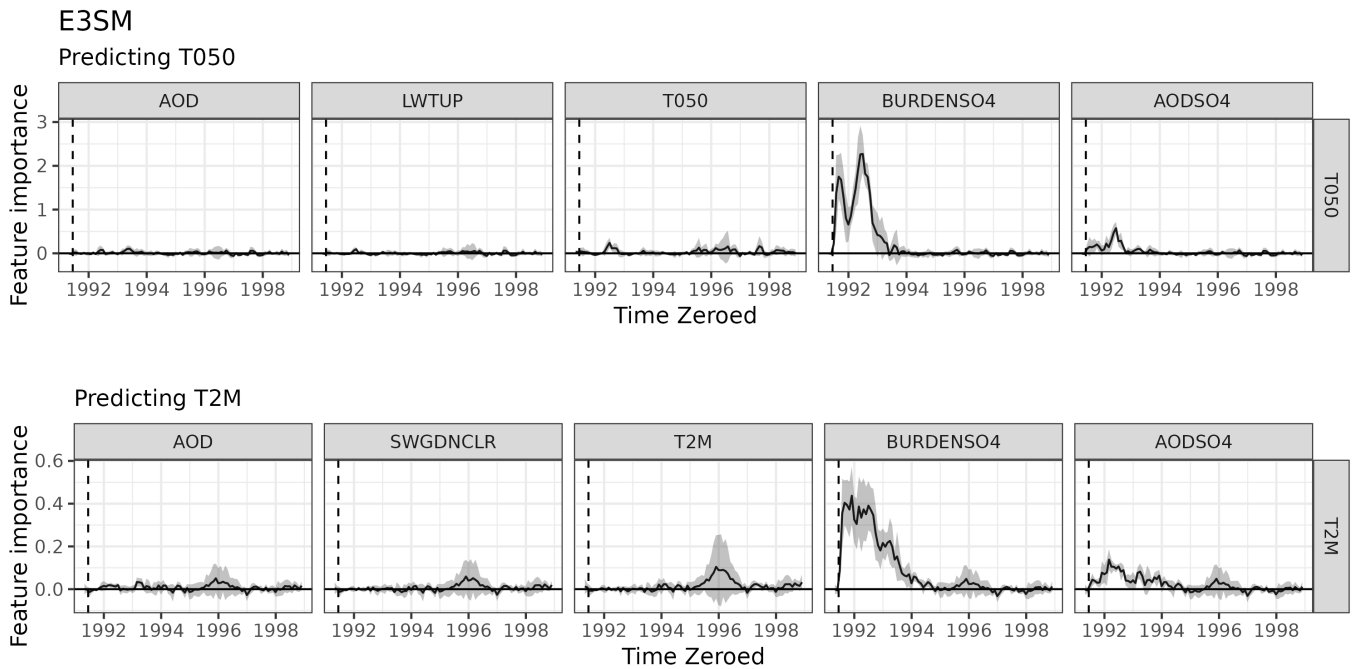 E3SM
Predicting T050
AOD LWTUP T050 BURDENSO4 AODSO4
Feature importance
3
2
1
0
T050
1992 1994 1996 1998 1992 1994 1996 1998 1992 1994 1996 1998 1992 1994 1996 1998 1992 1994 1996 1998
Time Zeroed
Predicting T2M
AOD SWGDNCLR T2M BURDENSO4 AODSO4
Feature importance
0.6
0.4
0.2
0.0
T2M
1992 1994 1996 1998 1992 1994 1996 1998 1992 1994 1996 1998 1992 1994 1996 1998 1992 1994 1996 1998
Time Zeroed